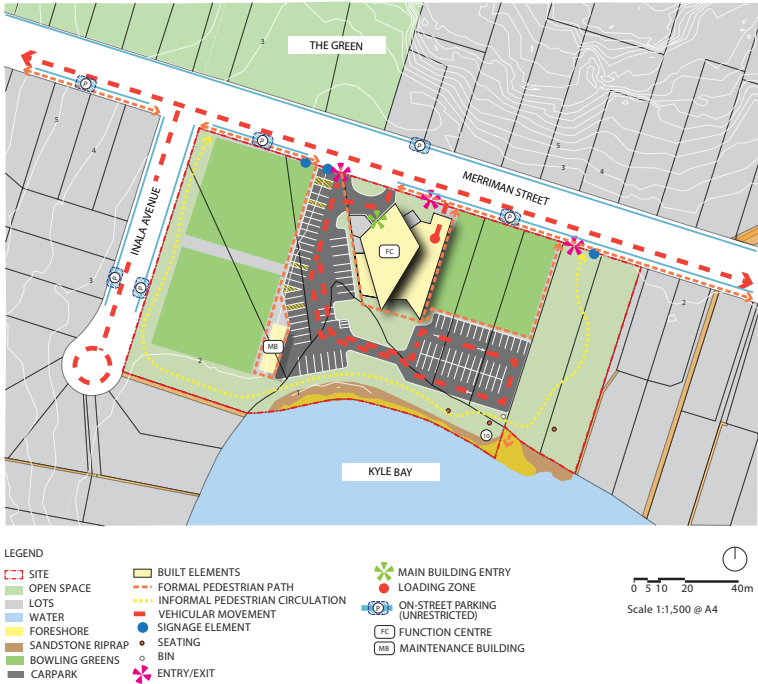 3
THE GREEN
P
5
4
P
P
5
3
4
MERRIMAN STREET
INALA AVENUE
P
FC
3
P
P
2
MB
2
1
10
KYLE BAY
LEGEND
SITE
OPEN SPACE
LOTS
WATER
FORESHORE
SANDSTONE RIPRAP
BOWLING GREENS
CARPARK
BUILT ELEMENTS
FORMAL PEDESTRIAN PATH
INFORMAL PEDESTRIAN CIRCULATION
VEHICULAR MOVEMENT
SIGNAGE ELEMENT
SEATING
BIN
ENTRY/EXIT
MAIN BUILDING ENTRY
LOADING ZONE
P
ON-STREET PARKING
(UNRESTRICTED)
FC FUNCTION CENTRE
MB MAINTENANCE BUILDING
0 5 10 20 40m
Scale 1:1,500 @ A4